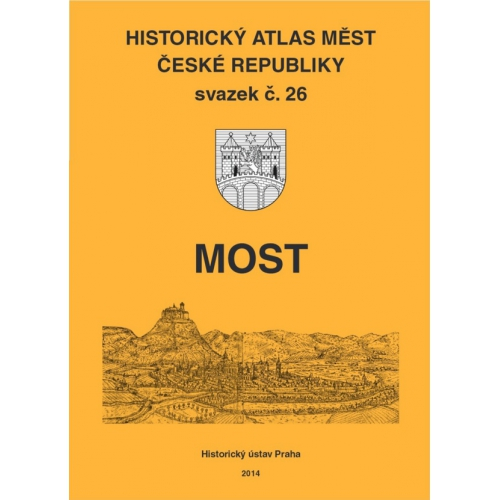 HISTORICKÝ ATLAS MĚST
ČESKÉ REPUBLIKY
svazek č. 26
MOST
Historický ústav Praha
2014